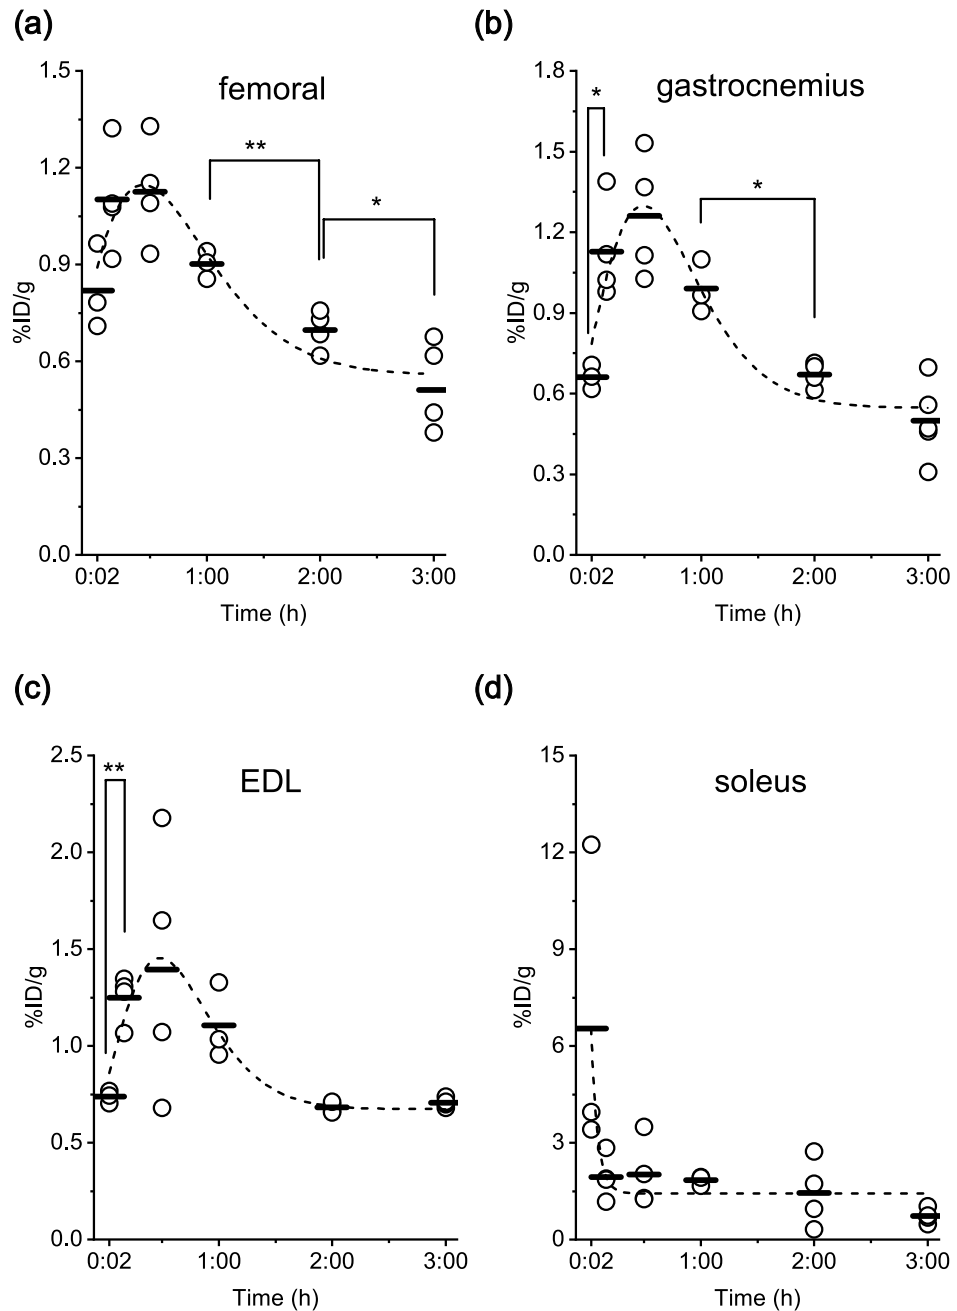 (a)
femoral
1.5
1.2
0.9
0.6
0.3
0.0
%ID/g
**
*
0:02 1:00 2:00 3:00
Time (h)
(b)
gastrocnemius
1.8
1.5
1.2
0.9
0.6
0.3
0.0
%ID/g
*
*
0:02 1:00 2:00 3:00
Time (h)
(c)
EDL
2.5
2.0
1.5
1.0
0.5
0.0
%ID/g
**
0:02 1:00 2:00 3:00
Time (h)
(d)
soleus
15
12
9
6
3
0
%ID/g
0:02 1:00 2:00 3:00
Time (h)